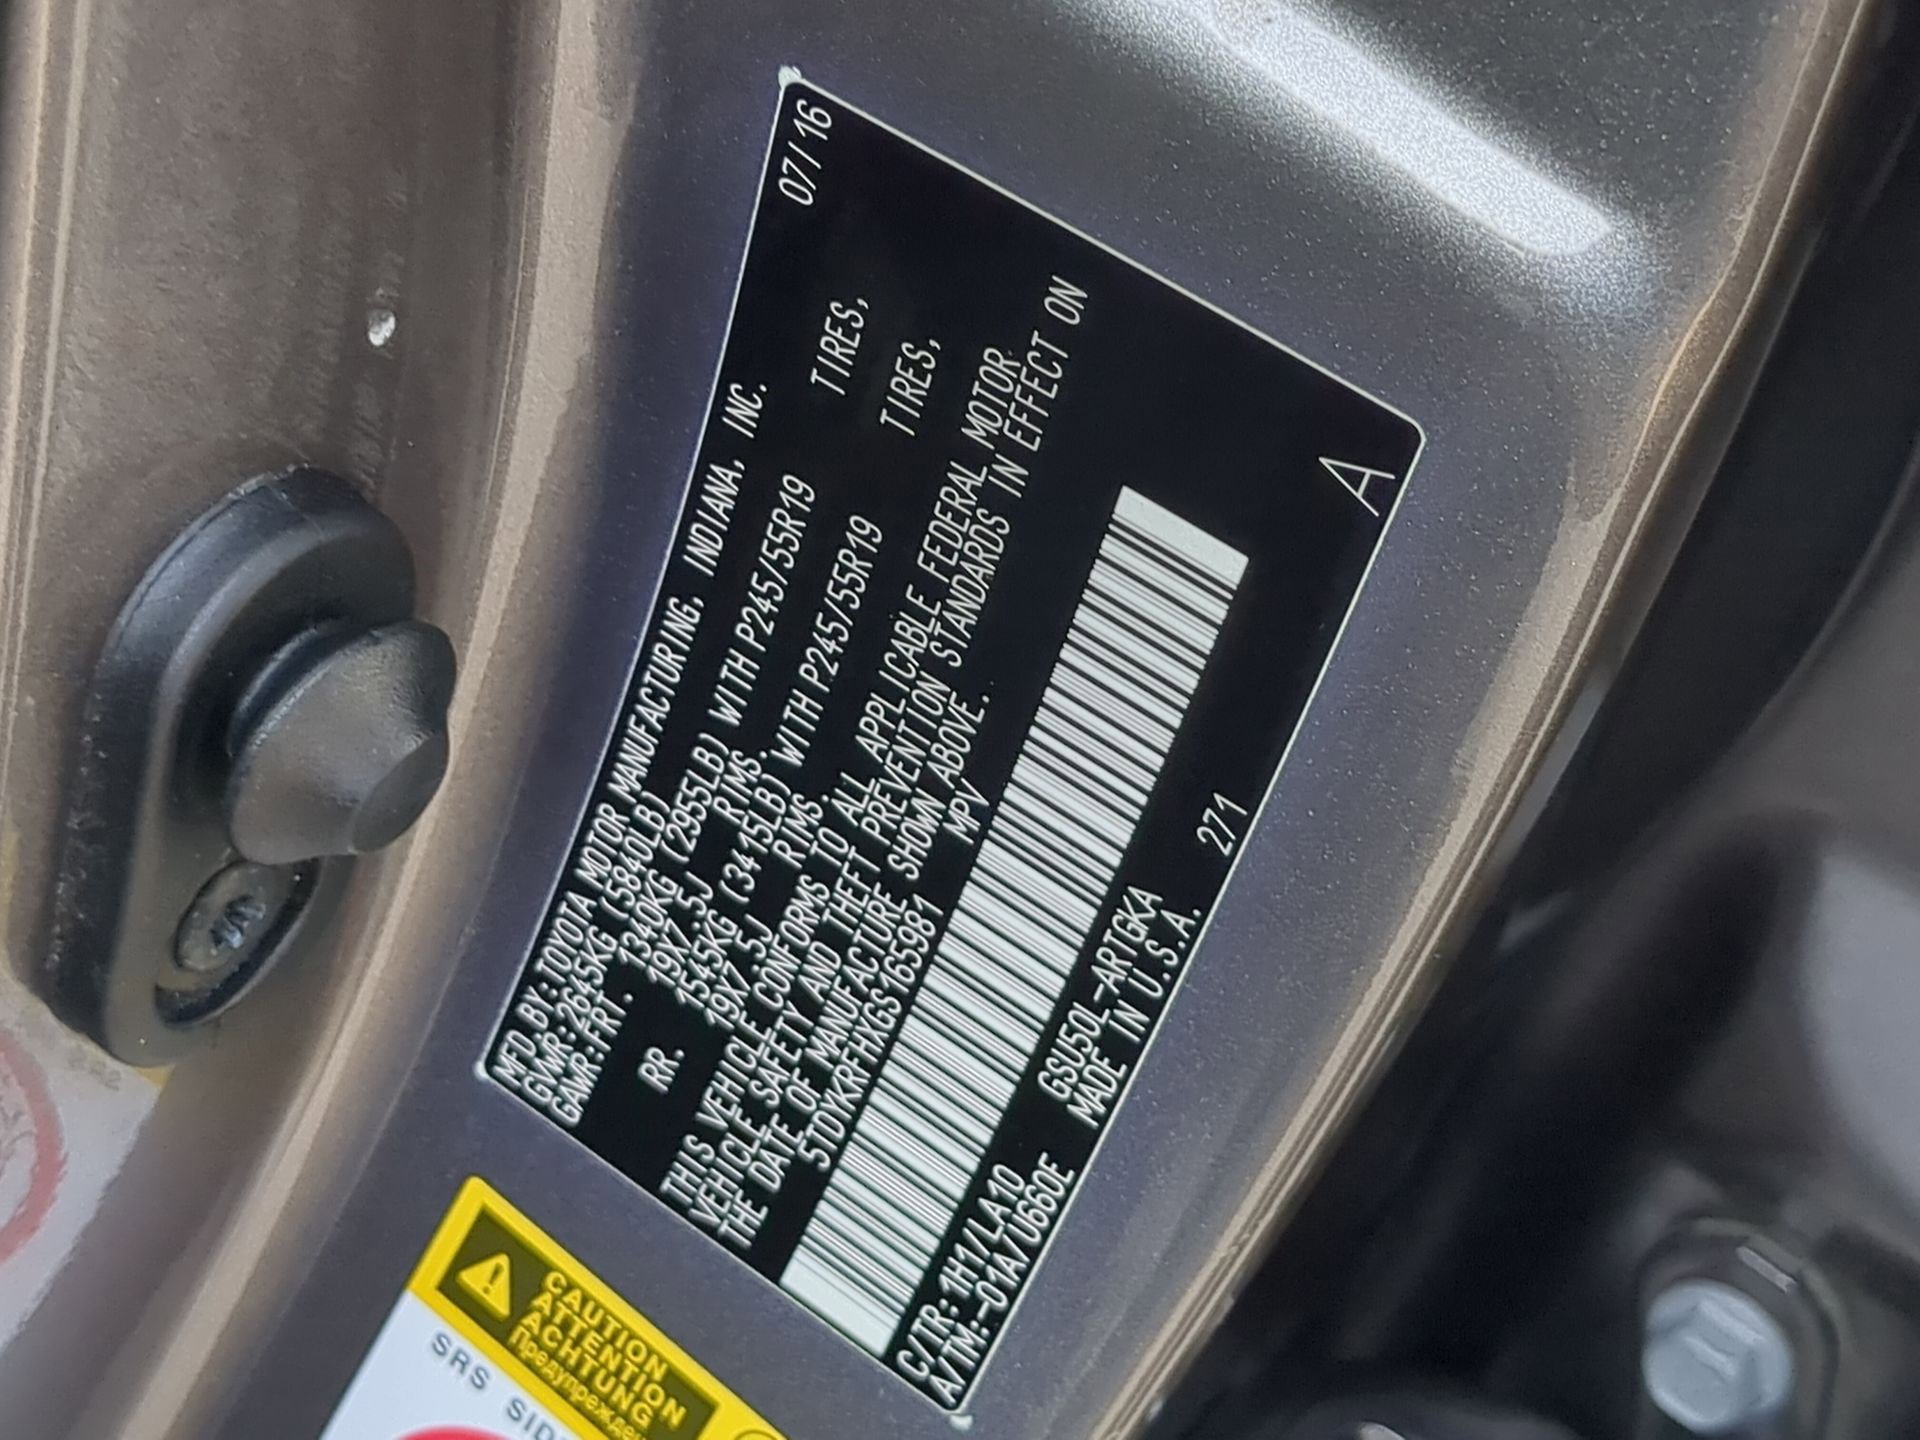 MFD.BY:TOYOTA MOTOR MANUFACTURING, INDIANA, INC. 07/16
GVWR:2645KG (5840LB)
GAWR:FRT. 1340KG (2955LB) WITH P245/55R19 TIRES,
19X7.5J RIMS.
RR. 1545KG (3415LB) WITH P245/55R19 TIRES,
19X7.5J RIMS.
THIS VEHICLE CONFORMS TO ALL APPLICABLE FEDERAL MOTOR
VEHICLE SAFETY AND THEFT PREVENTION STANDARDS IN EFFECT ON
THE DATE OF MANUFACTURE SHOWN ABOVE.
5TDYKRFHXGS165981 MPV
C/TR:1H1/LA10 GSU50L-ARTGKA 271
A/TM:-01A/U660E MADE IN U.S.A.
A
CAUTION
ATTENTION
ACHTUNG
SRS